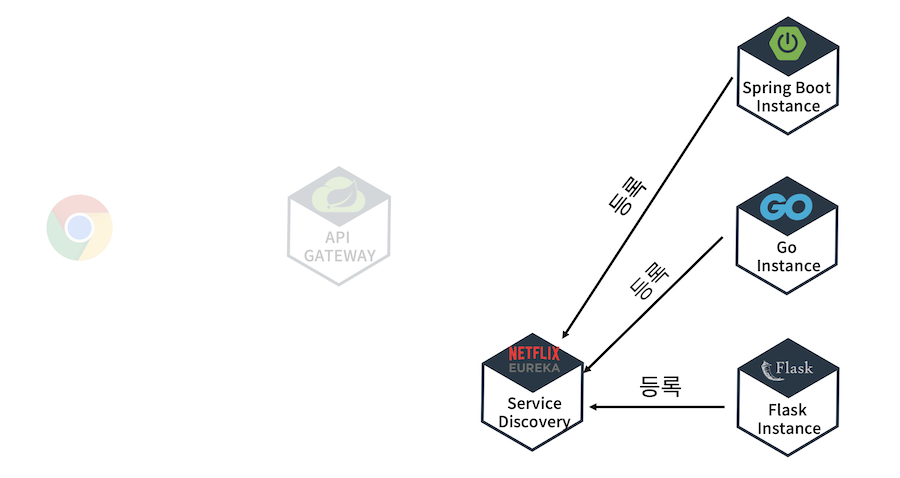 Spring Boot
Instance
등록
GO
Go
Instance
API
GATEWAY
등록
NETFLIX
EUREKA
Service
Discovery
등록
Flask
Flask
Instance